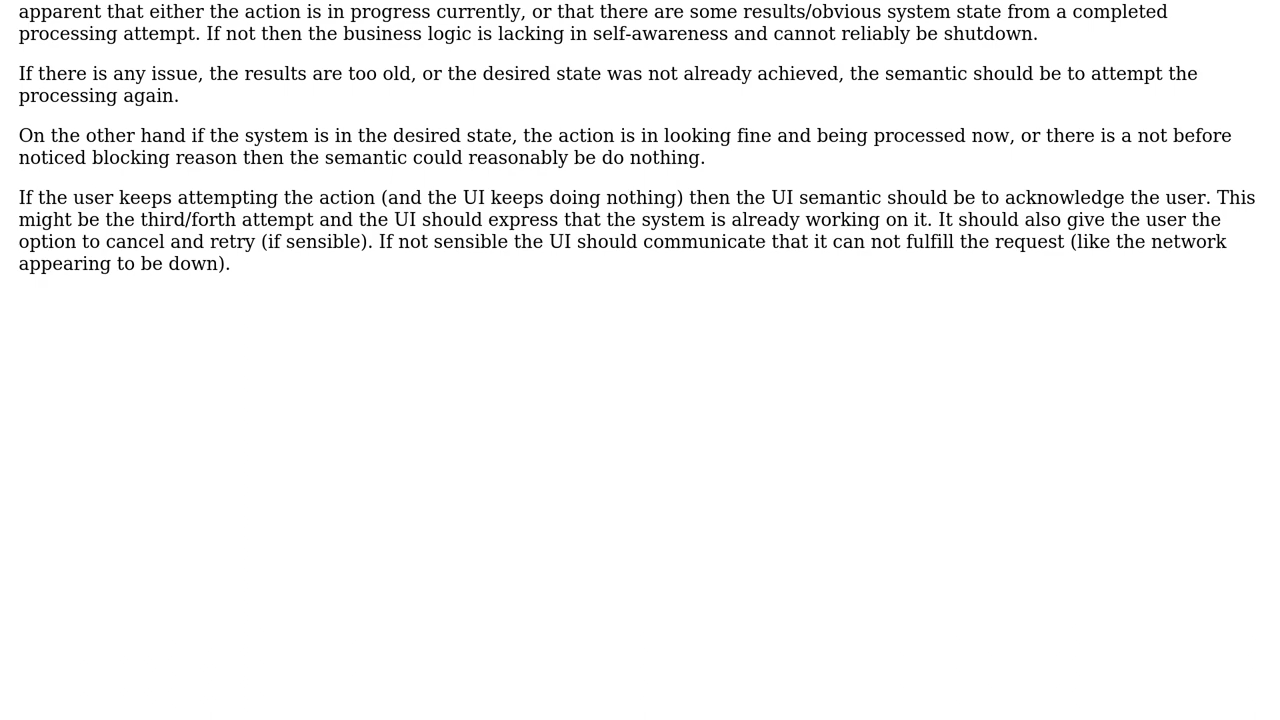 apparent that either the action is in progress currently, or that there are some results/obvious system state from a completed
processing attempt. If not then the business logic is lacking in self-awareness and cannot reliably be shutdown.
If there is any issue, the results are too old, or the desired state was not already achieved, the semantic should be to attempt the
processing again.
On the other hand if the system is in the desired state, the action is in looking fine and being processed now, or there is a not before
noticed blocking reason then the semantic could reasonably be do nothing.
If the user keeps attempting the action (and the UI keeps doing nothing) then the UI semantic should be to acknowledge the user. This
might be the third/forth attempt and the UI should express that the system is already working on it. It should also give the user the
option to cancel and retry (if sensible). If not sensible the UI should communicate that it can not fulfill the request (like the network
appearing to be down).